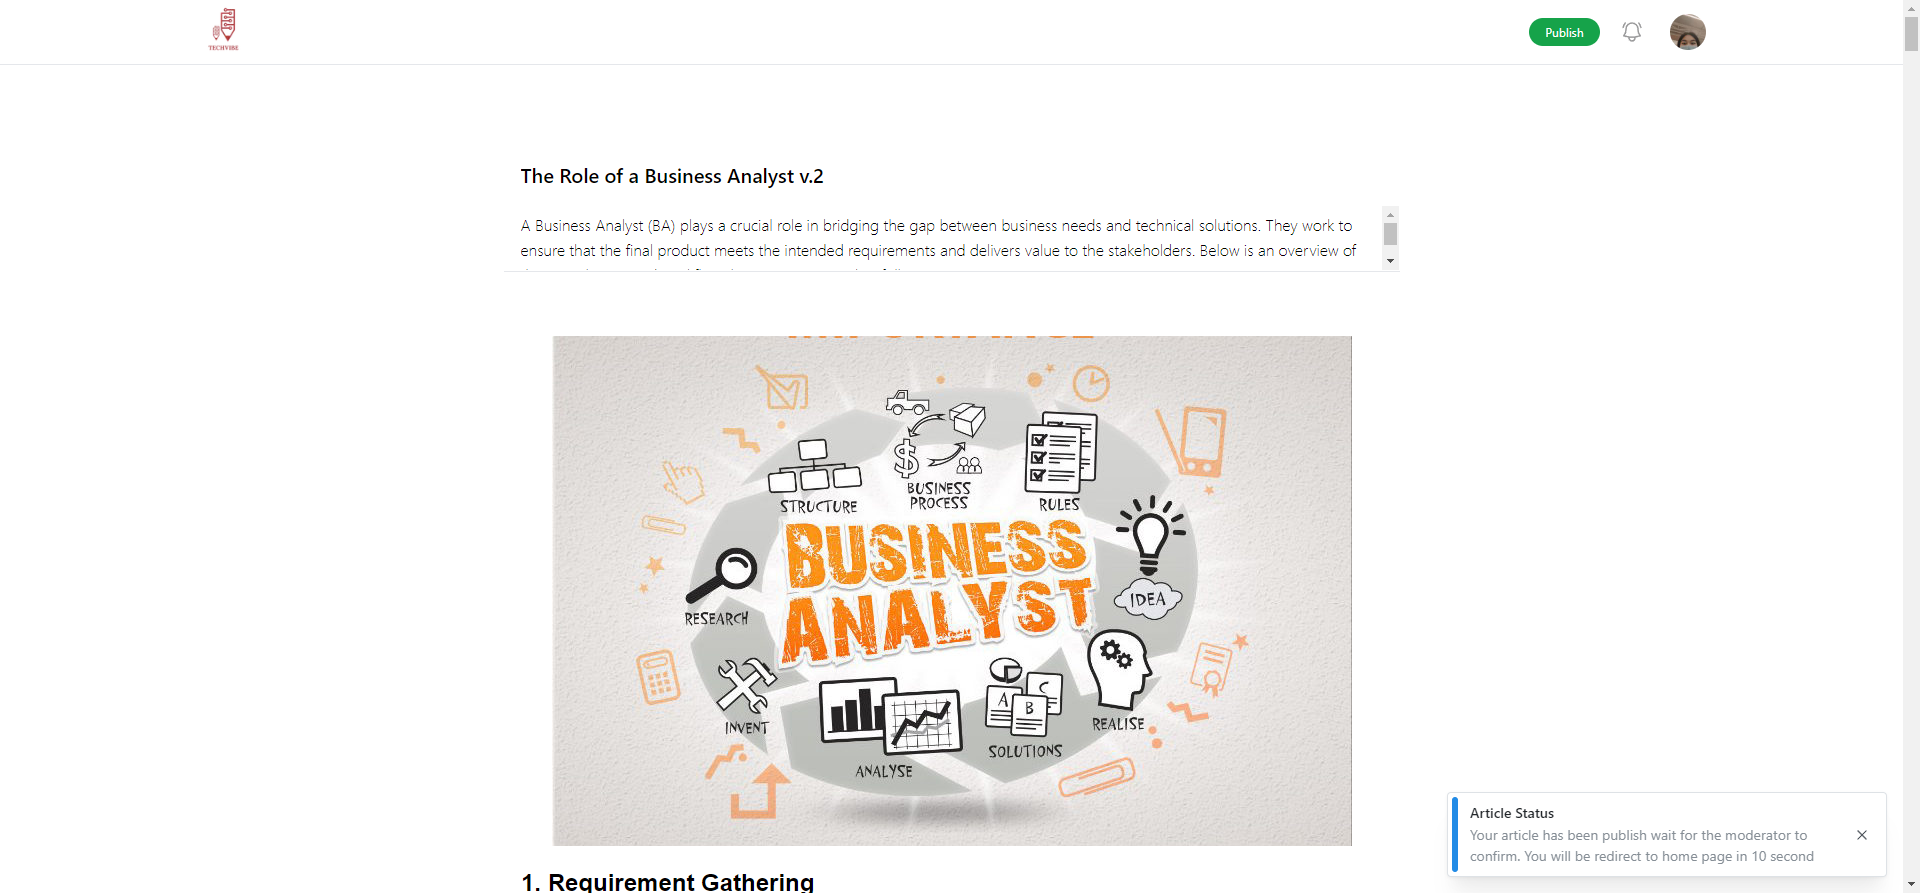 TECHVIBE
Publish
The Role of a Business Analyst v.2
A Business Analyst (BA) plays a crucial role in bridging the gap between business needs and technical solutions. They work to
ensure that the final product meets the intended requirements and delivers value to the stakeholders. Below is an overview of
STRUCTURE
BUSINESS
PROCESS
RULES
BUSINESS
ANALYST
IDEA
RESEARCH
INVENT
ANALYSE
A
B
C
SOLUTIONS
REALISE
Article Status
Your article has been publish wait for the moderator to
confirm. You will be redirect to home page in 10 second
1. Requirement Gathering